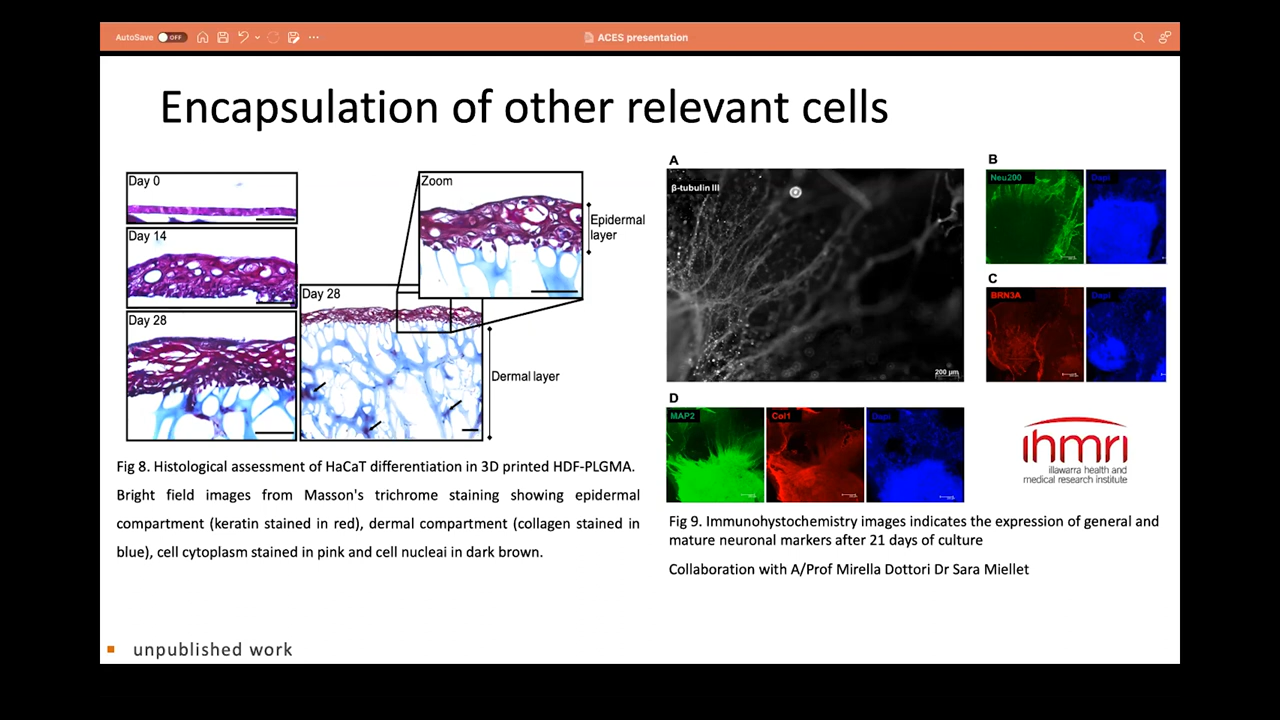 AutoSave OFF
ACES presentation
Encapsulation of other relevant cells
Day 0
Day 14
Day 28
Day 28
Zoom
Epidermal
layer
Dermal layer
Fig 8. Histological assessment of HaCaT differentiation in 3D printed HDF-PLGMA.
Bright field images from Masson's trichrome staining showing epidermal
compartment (keratin stained in red), dermal compartment (collagen stained in
blue), cell cytoplasm stained in pink and cell nucleai in dark brown.
A
β-tubulin III
200 μm
B
Neu200
Dapi
C
BRN3A
Dapi
D
MAP2
Col1
Dapi
ihmri
illawarra health and
medical research institute
Fig 9. Immunohystochemistry images indicates the expression of general and
mature neuronal markers after 21 days of culture
Collaboration with A/Prof Mirella Dottori Dr Sara Miellet
unpublished work